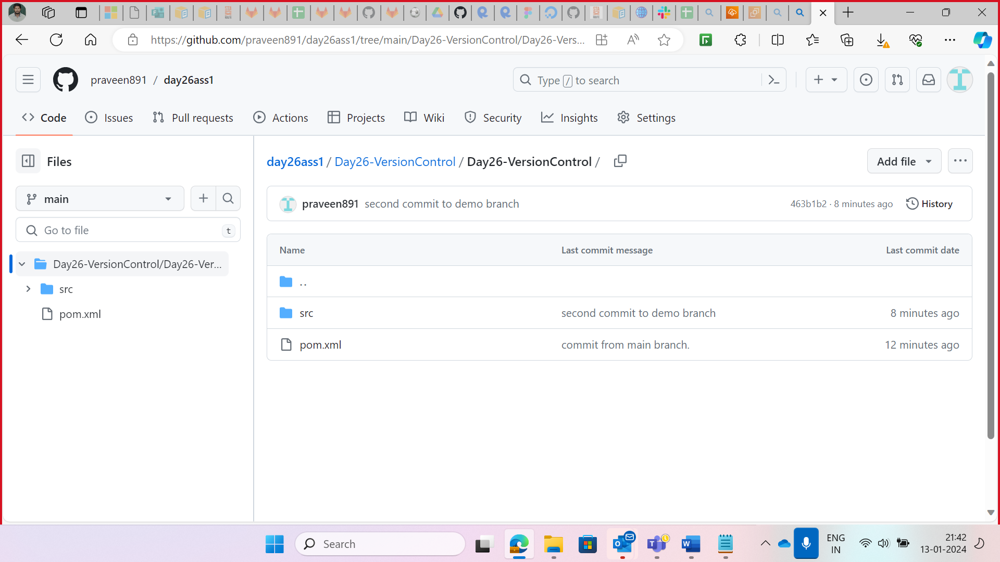 https://github.com/praveen891/day26ass1/tree/main/Day26-VersionControl/Day26-Vers...
praveen891 / day26ass1
Type / to search
Code Issues Pull requests Actions Projects Wiki Security Insights Settings
Files
day26ass1 / Day26-VersionControl / Day26-VersionControl /
Add file
main
praveen891 second commit to demo branch
463b1b2 · 8 minutes ago
History
Go to file
t
Name Last commit message Last commit date
Day26-VersionControl/Day26-Ver...
..
src
src second commit to demo branch 8 minutes ago
pom.xml
pom.xml commit from main branch. 12 minutes ago
Search
ENG
IN
21:42
13-01-2024